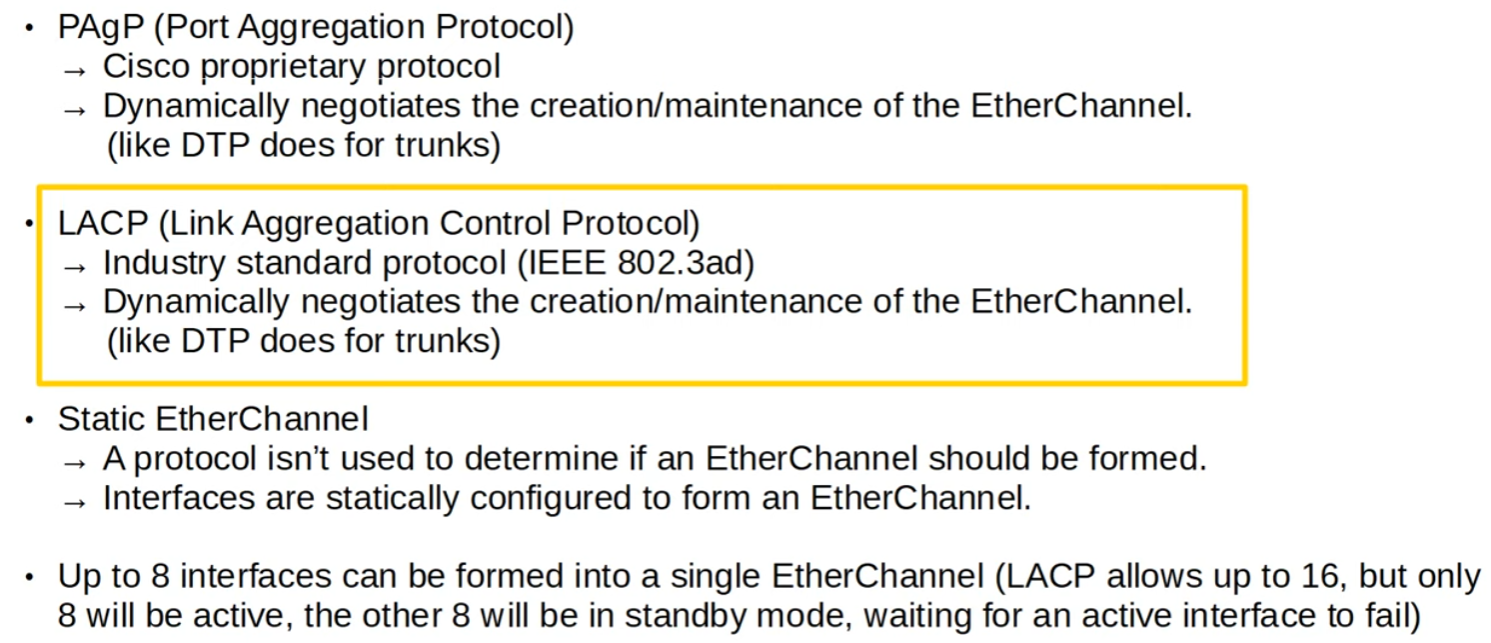 • PAgP (Port Aggregation Protocol)
→ Cisco proprietary protocol
→ Dynamically negotiates the creation/maintenance of the EtherChannel.
(like DTP does for trunks)
• LACP (Link Aggregation Control Protocol)
→ Industry standard protocol (IEEE 802.3ad)
→ Dynamically negotiates the creation/maintenance of the EtherChannel.
(like DTP does for trunks)
• Static EtherChannel
→ A protocol isn’t used to determine if an EtherChannel should be formed.
→ Interfaces are statically configured to form an EtherChannel.
• Up to 8 interfaces can be formed into a single EtherChannel (LACP allows up to 16, but only
8 will be active, the other 8 will be in standby mode, waiting for an active interface to fail)